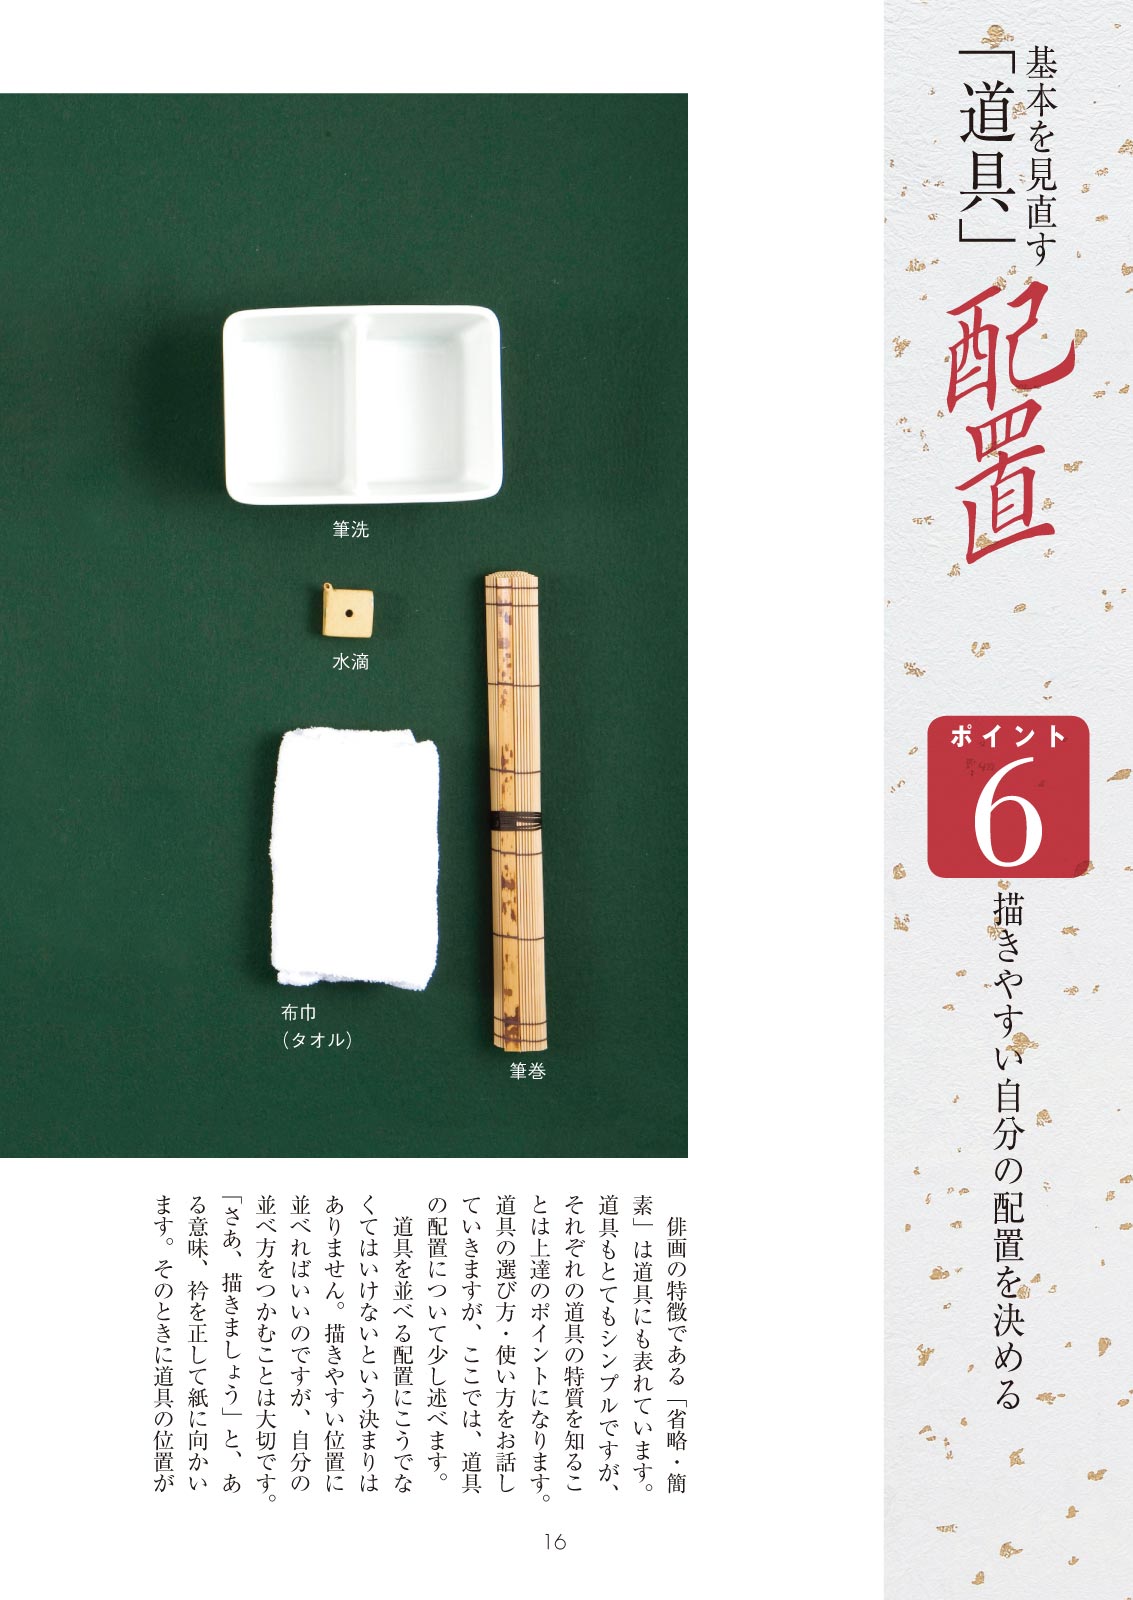 基本を見直す
「道具」
配置
ポイント
6
描きやすい自分の配置を決める
筆洗
水滴
布巾
（タオル）
筆巻
俳画の特徴である「省略・簡
素」は道具にも表れています。
道具もとてもシンプルですが、
それぞれの道具の特質を知るこ
とは上達のポイントになります。
道具の選び方・使い方をお話し
ていきますが、ここでは、道具
の配置について少し述べます。
道具を並べる配置にこうでな
くてはいけないという決まりは
ありません。描きやすい位置に
並べればいいのですが、自分の
並べ方をつかむことは大切です。
「さあ、描きましょう」と、あ
る意味、衿を正して紙に向かい
ます。そのときに道具の位置が
16